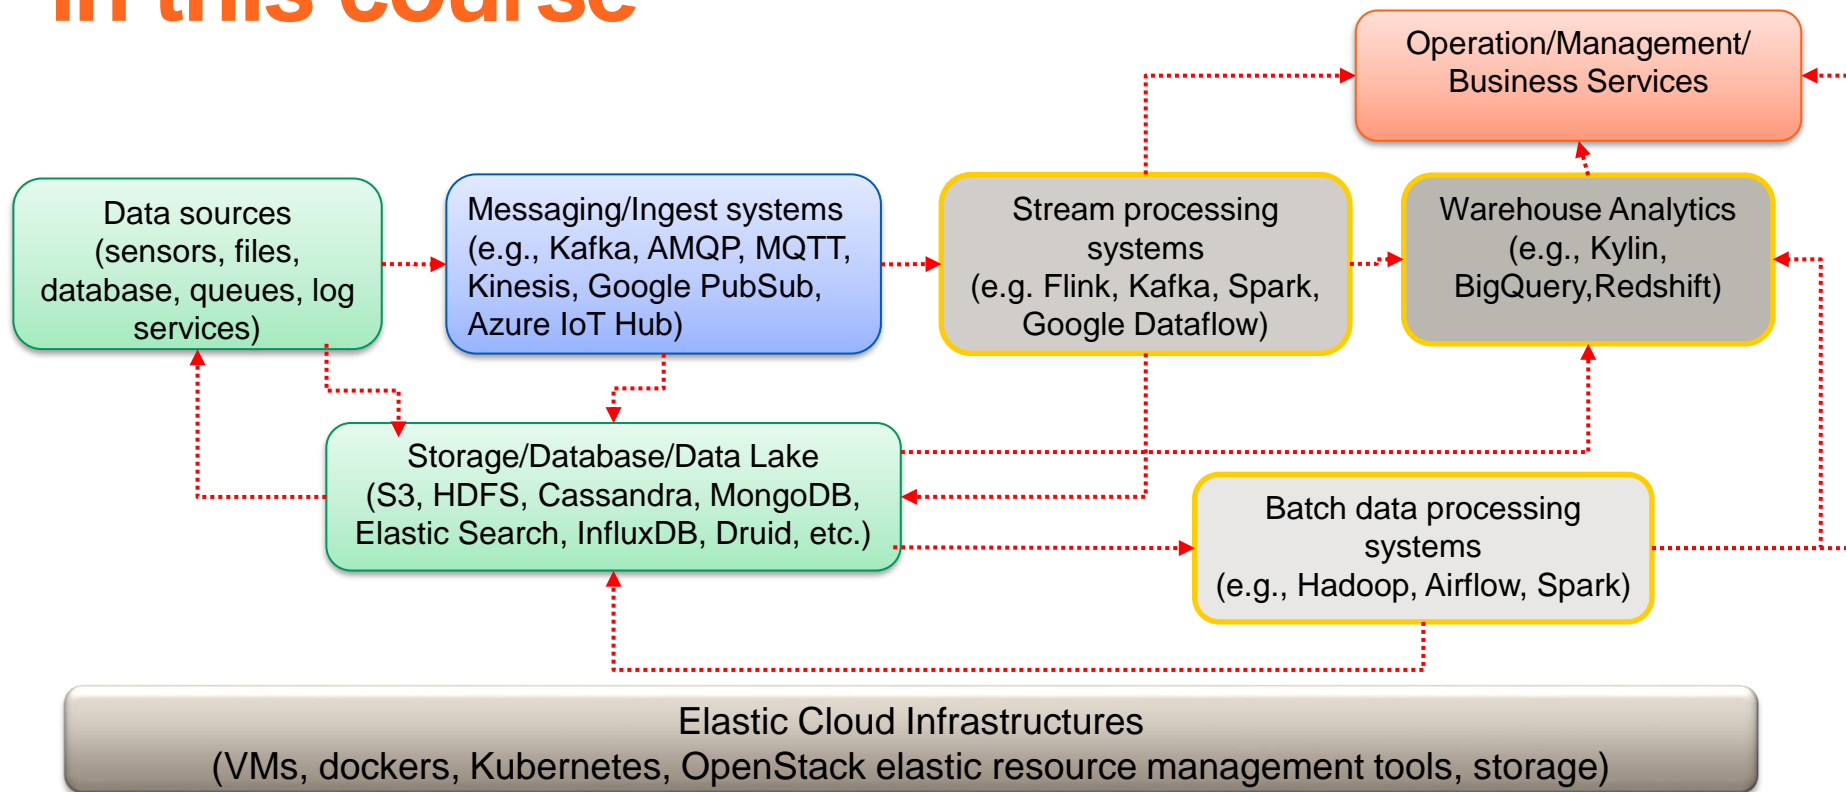 in this course
Operation/Management/
Business Services
Data sources
(sensors, files,
database, queues, log
services)
Messaging/Ingest systems
(e.g., Kafka, AMQP, MQTT,
Kinesis, Google PubSub,
Azure IoT Hub)
Stream processing
systems
(e.g. Flink, Kafka, Spark,
Google Dataflow)
Warehouse Analytics
(e.g., Kylin,
BigQuery,Redshift)
Storage/Database/Data Lake
(S3, HDFS, Cassandra, MongoDB,
Elastic Search, InfluxDB, Druid, etc.)
Batch data processing
systems
(e.g., Hadoop, Airflow, Spark)
Elastic Cloud Infrastructures
(VMs, dockers, Kubernetes, OpenStack elastic resource management tools, storage)